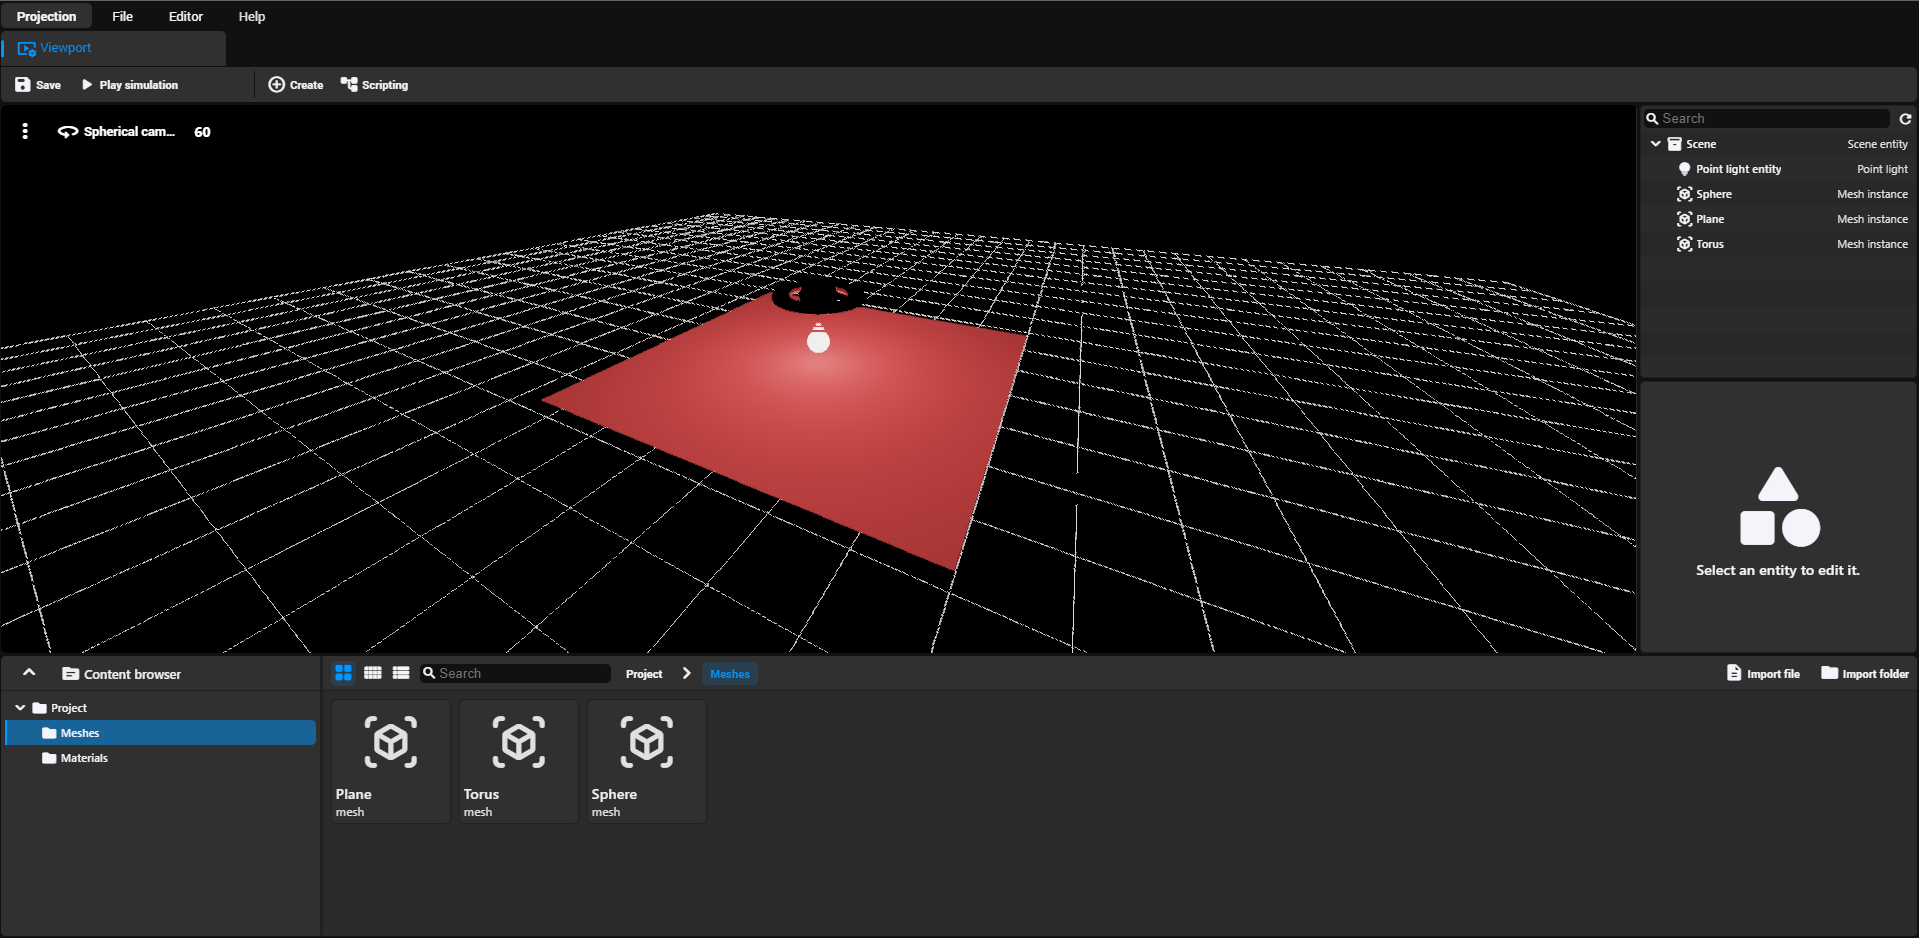 Projection File Editor Help
Viewport
Save Play simulation Create Scripting
Spherical cam... 60
Search
Scene Scene entity
Point light entity Point light
Sphere Mesh instance
Plane Mesh instance
Torus Mesh instance
Select an entity to edit it.
Content browser
Project
Meshes
Materials
Search Project Meshes Import file Import folder
Plane
mesh
Torus
mesh
Sphere
mesh